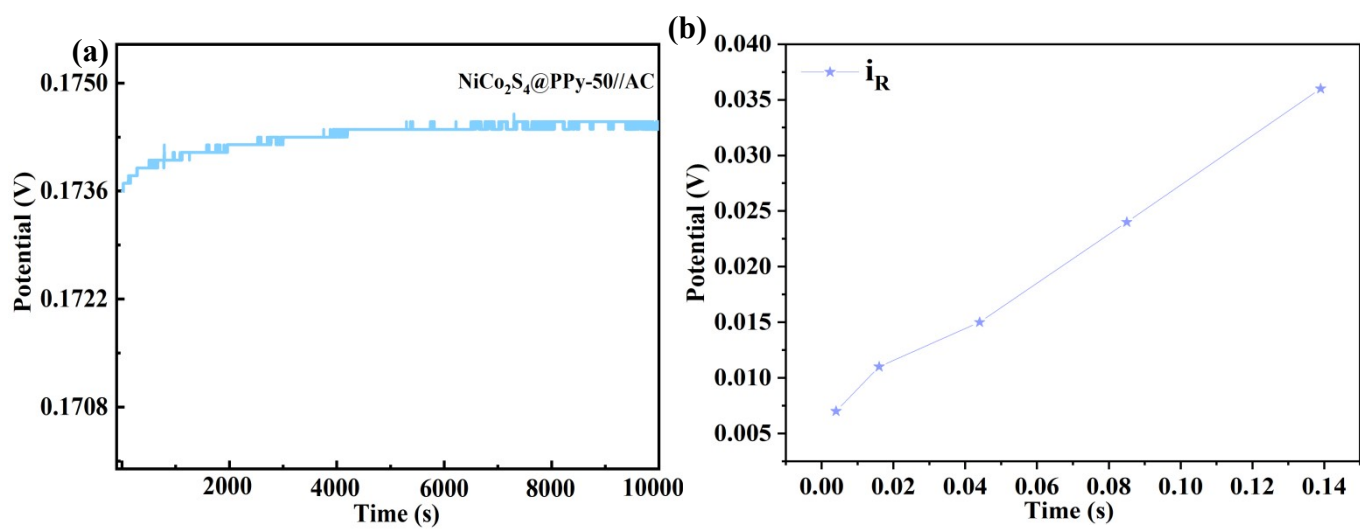 (a)
NiCo₂S₄@PPy-50//AC
Potential (V)
0.1750
0.1736
0.1722
0.1708
2000 4000 6000 8000 10000
Time (s)
(b)
i_R
Potential (V)
0.040
0.035
0.030
0.025
0.020
0.015
0.010
0.005
0.00 0.02 0.04 0.06 0.08 0.10 0.12 0.14
Time (s)